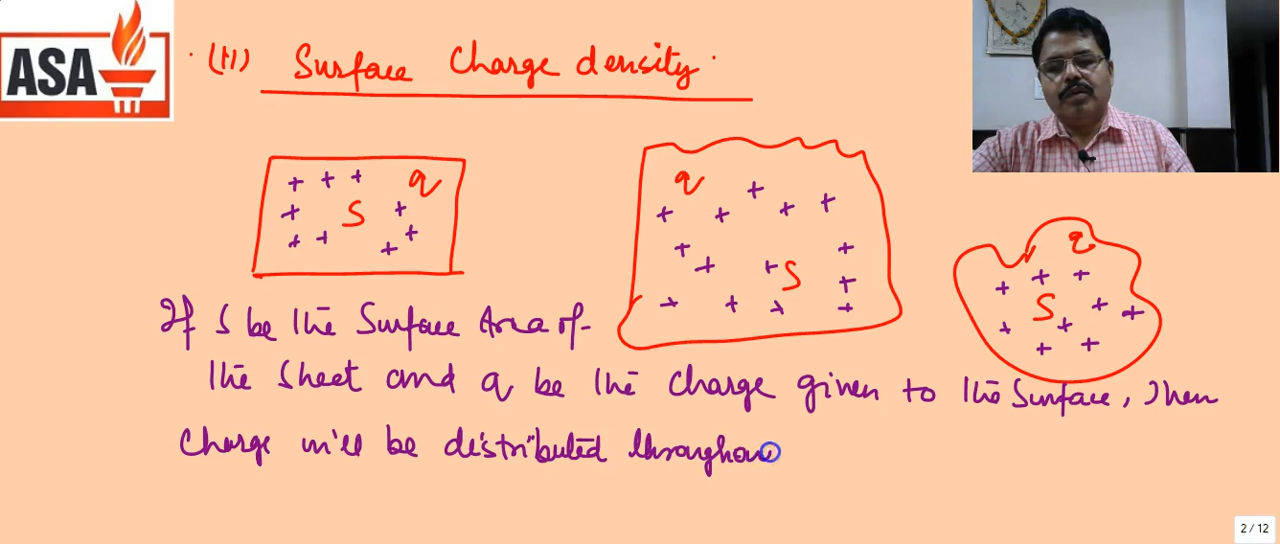 ASA
(II) Surface Charge density
+ + + q
+ S +
+ + + +
q +
+ + + +
+ + + S +
+
+ + + +
q
+ + +
S + +
+ +
+ +
If S be the Surface Area of
the sheet and q be the charge given to the surface, then
Charge will be distributed throughou
2 / 12